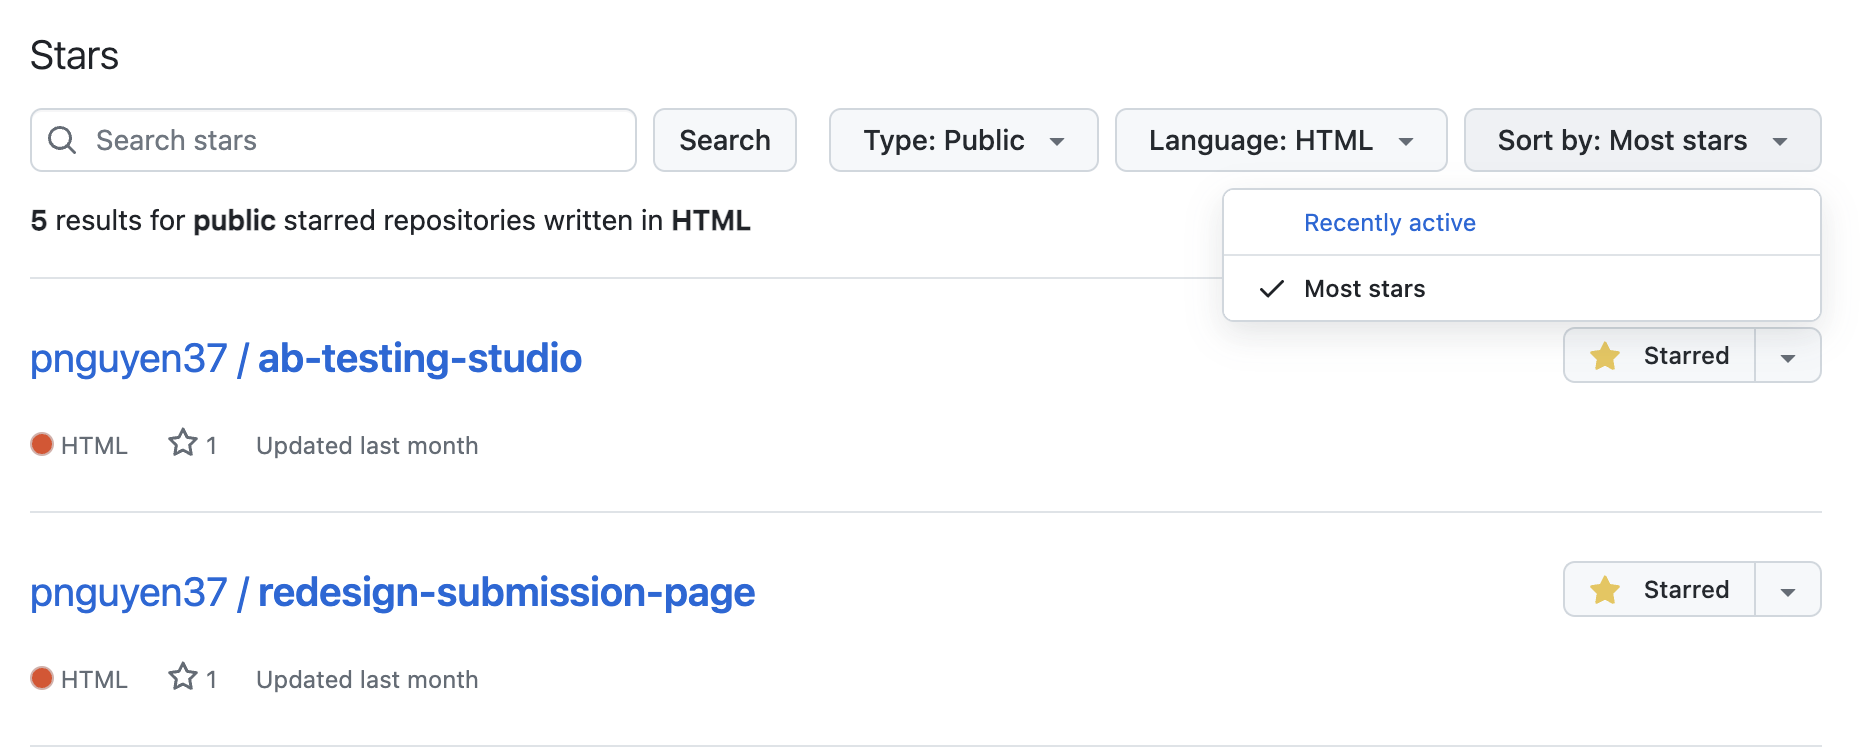 Stars
Search stars
Search
Type: Public
Language: HTML
Sort by: Most stars
5 results for public starred repositories written in HTML
Recently active
Most stars
pnguyen37 / ab-testing-studio
Starred
HTML 1 Updated last month
pnguyen37 / redesign-submission-page
Starred
HTML 1 Updated last month